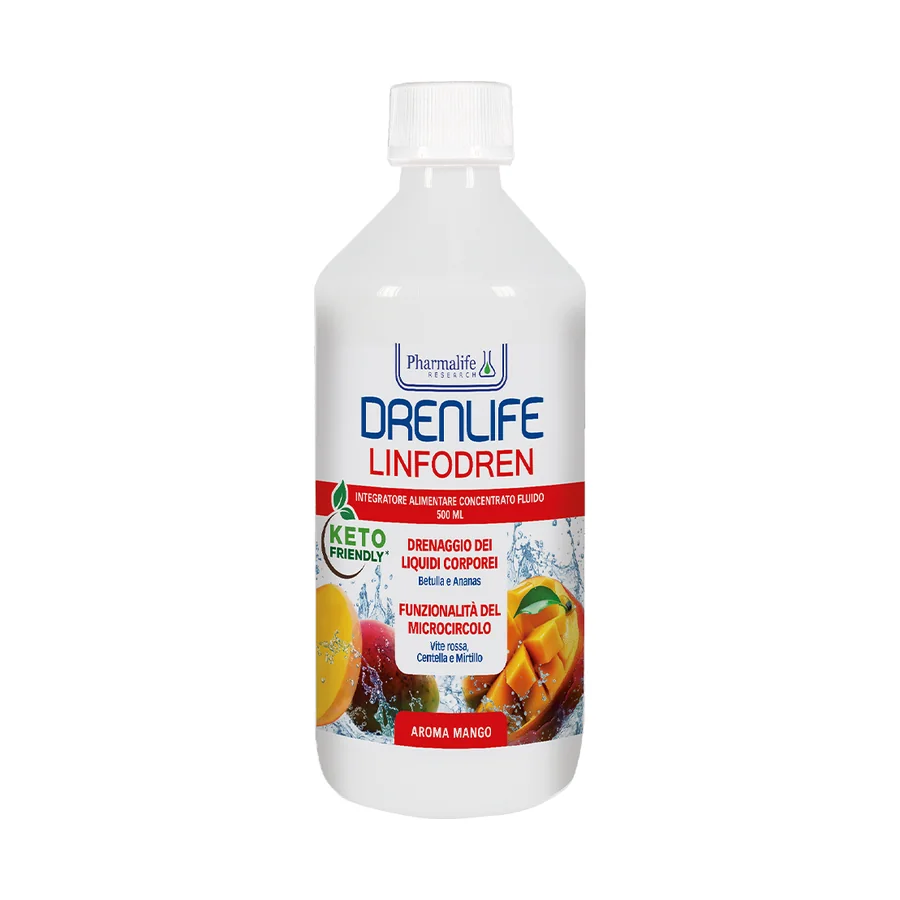 Pharmalife
RESEARCH
DRENLIFE
LINFODREN
INTEGRATORE ALIMENTARE CONCENTRATO FLUIDO
500 ML
KETO
FRIENDLY*
DRENAGGIO DEI
LIQUIDI CORPOREI
Betulla e Ananas
FUNZIONALITÀ DEL
MICROCIRCOLO
Vite rossa,
Centella e Mirtillo
AROMA MANGO